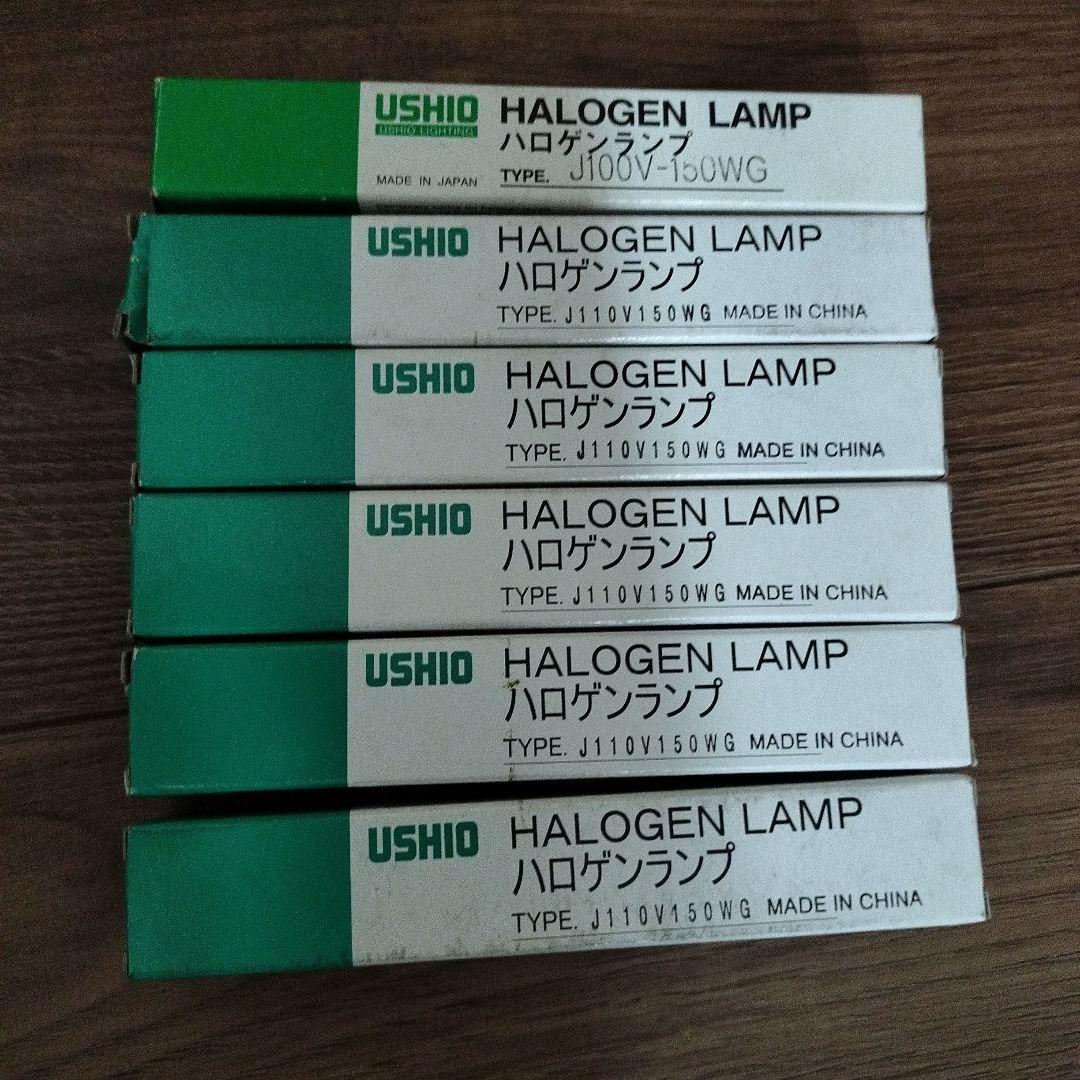 USHIO
USHIO LIGHTING
MADE IN JAPAN
HALOGEN LAMP
ハロゲンランプ
TYPE. J100V-150WG
USHIO
HALOGEN LAMP
ハロゲンランプ
TYPE. J110V150WG MADE IN CHINA
USHIO
HALOGEN LAMP
ハロゲンランプ
TYPE. J110V150WG MADE IN CHINA
USHIO
HALOGEN LAMP
ハロゲンランプ
TYPE. J110V150WG MADE IN CHINA
USHIO
HALOGEN LAMP
ハロゲンランプ
TYPE. J110V150WG MADE IN CHINA
USHIO
HALOGEN LAMP
ハロゲンランプ
TYPE. J110V150WG MADE IN CHINA